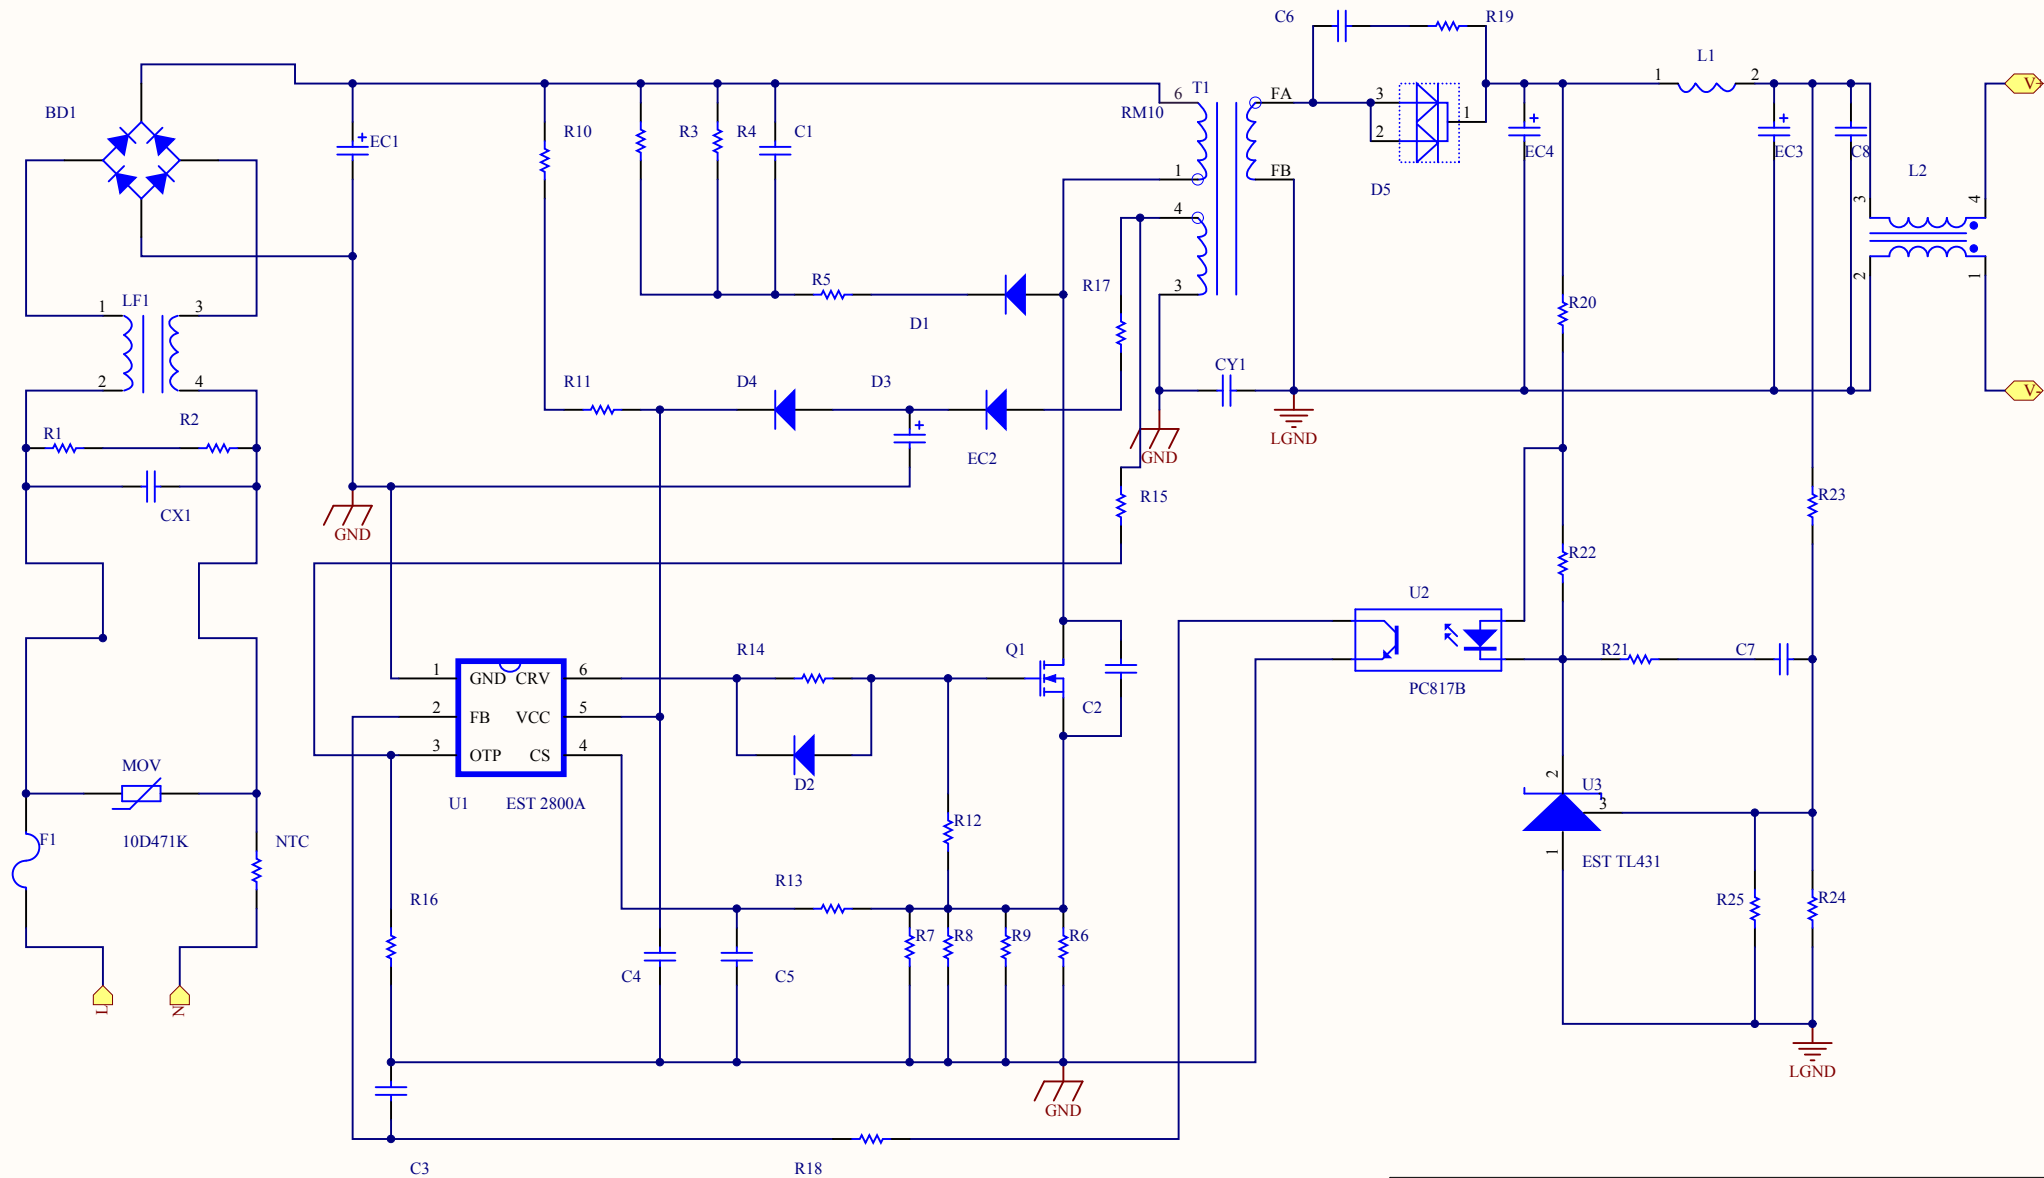 C6
R19
L1
1
2
V+
BD1
EC1
R10
R3
R4
C1
6
T1
RM10
FA
3
2
1
EC4
EC3
C8
1
FB
D5
L2
4
3
4
R17
3
2
1
LF1
1
3
R5
D1
R20
2
4
R11
D4
D3
CY1
V-
R1
R2
EC2
GND
LGND
CX1
R15
R23
GND
R22
U2
R14
Q1
R21
C7
1
GND
CRV
6
PC817B
2
FB
VCC
5
C2
3
OTP
CS
4
MOV
D2
2
U3
3
U1
EST 2800A
F1
10D471K
NTC
R12
1
EST TL431
R13
R16
R25
R24
R7
R8
R9
R6
C4
C5
L
N
LGND
GND
C3
R18